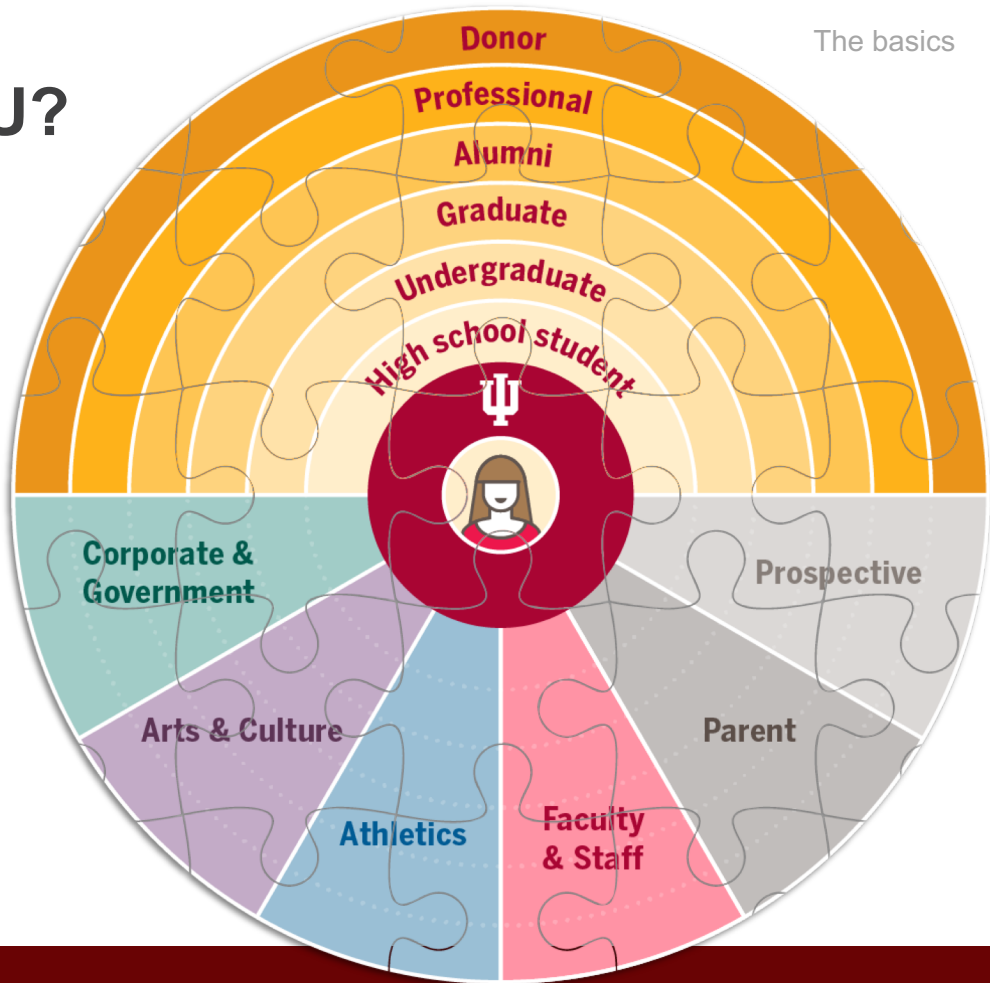 The basics
U?
Donor
Professional
Alumni
Graduate
Undergraduate
High school student
Corporate &
Government
Prospective
Arts & Culture
Parent
Athletics
Faculty
& Staff